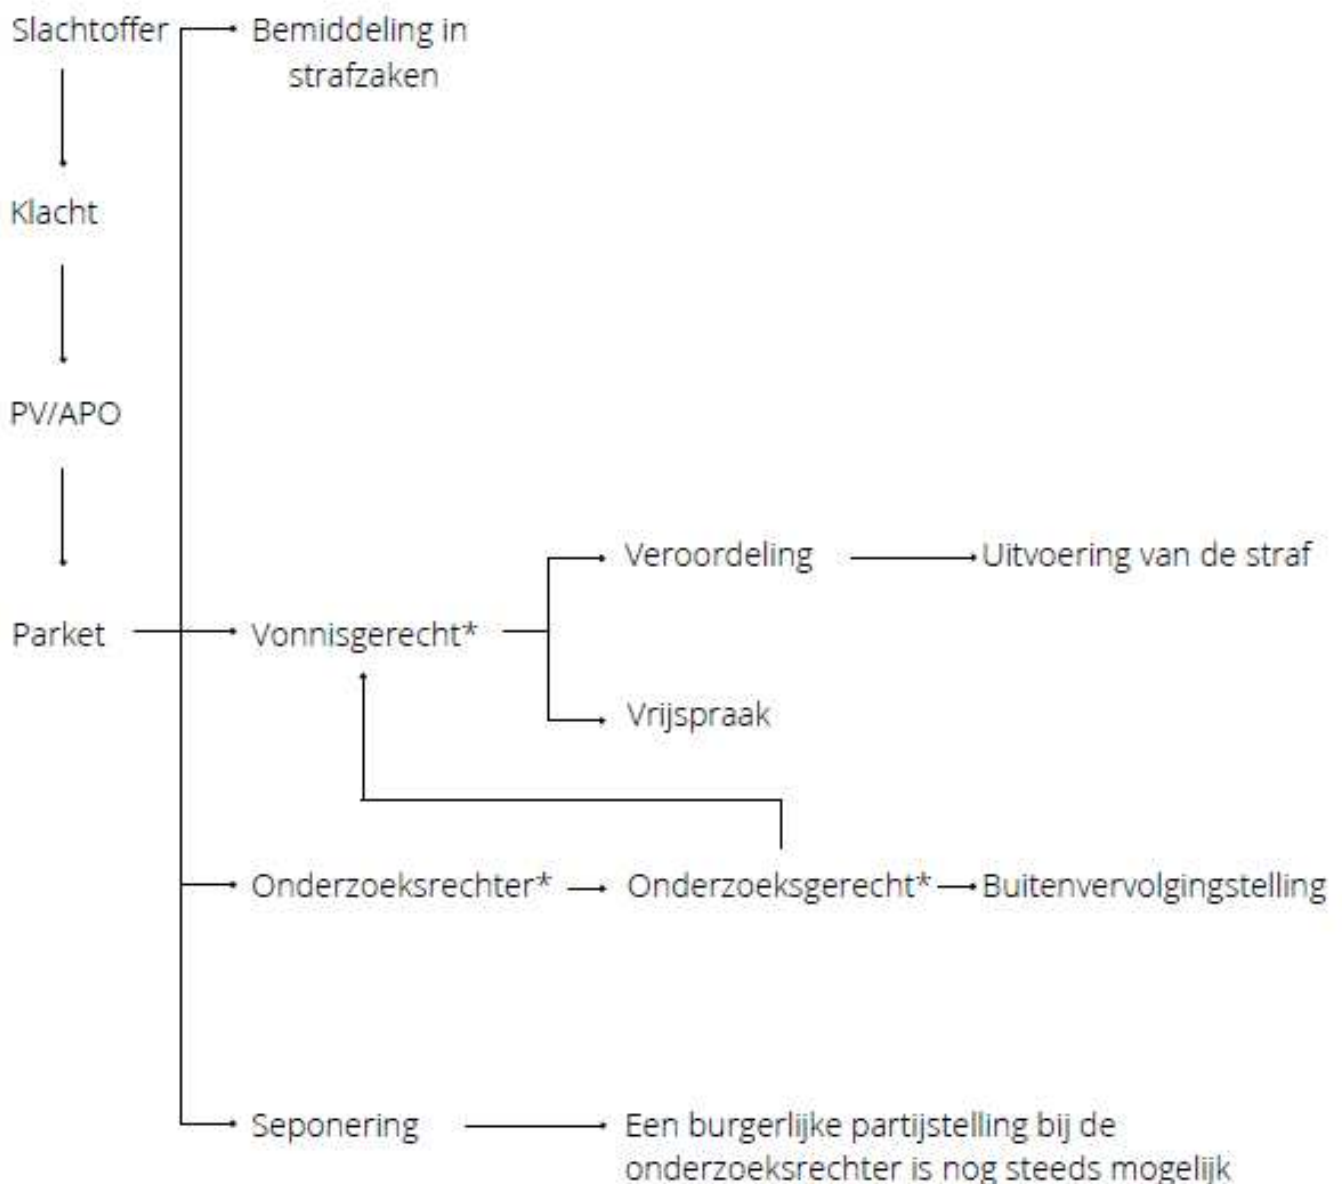 Slachtoffer
Bemiddeling in
strafzaken
Klacht
PV/APO
Parket
Vonnisgerecht*
Veroordeling
Uitvoering van de straf
Vrijspraak
Onderzoeksrechter*
Onderzoeksgerecht*
Buitenvervolgingstelling
Seponering
Een burgerlijke partijstelling bij de
onderzoeksrechter is nog steeds mogelijk